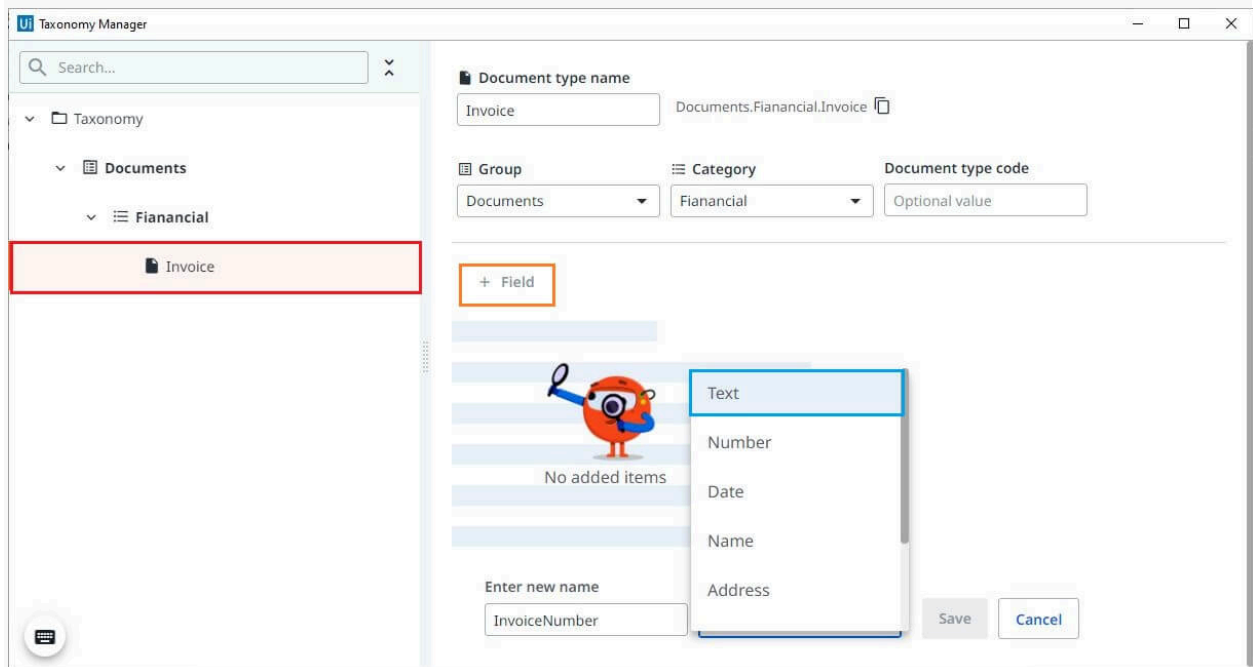 Ui Taxonomy Manager
Search...
Taxonomy
Documents
Fianancial
Invoice
Document type name
Invoice
Documents.Fianancial.Invoice
Group
Category
Document type code
Documents
Fianancial
Optional value
+ Field
No added items
Text
Number
Date
Name
Address
Enter new name
InvoiceNumber
Save
Cancel